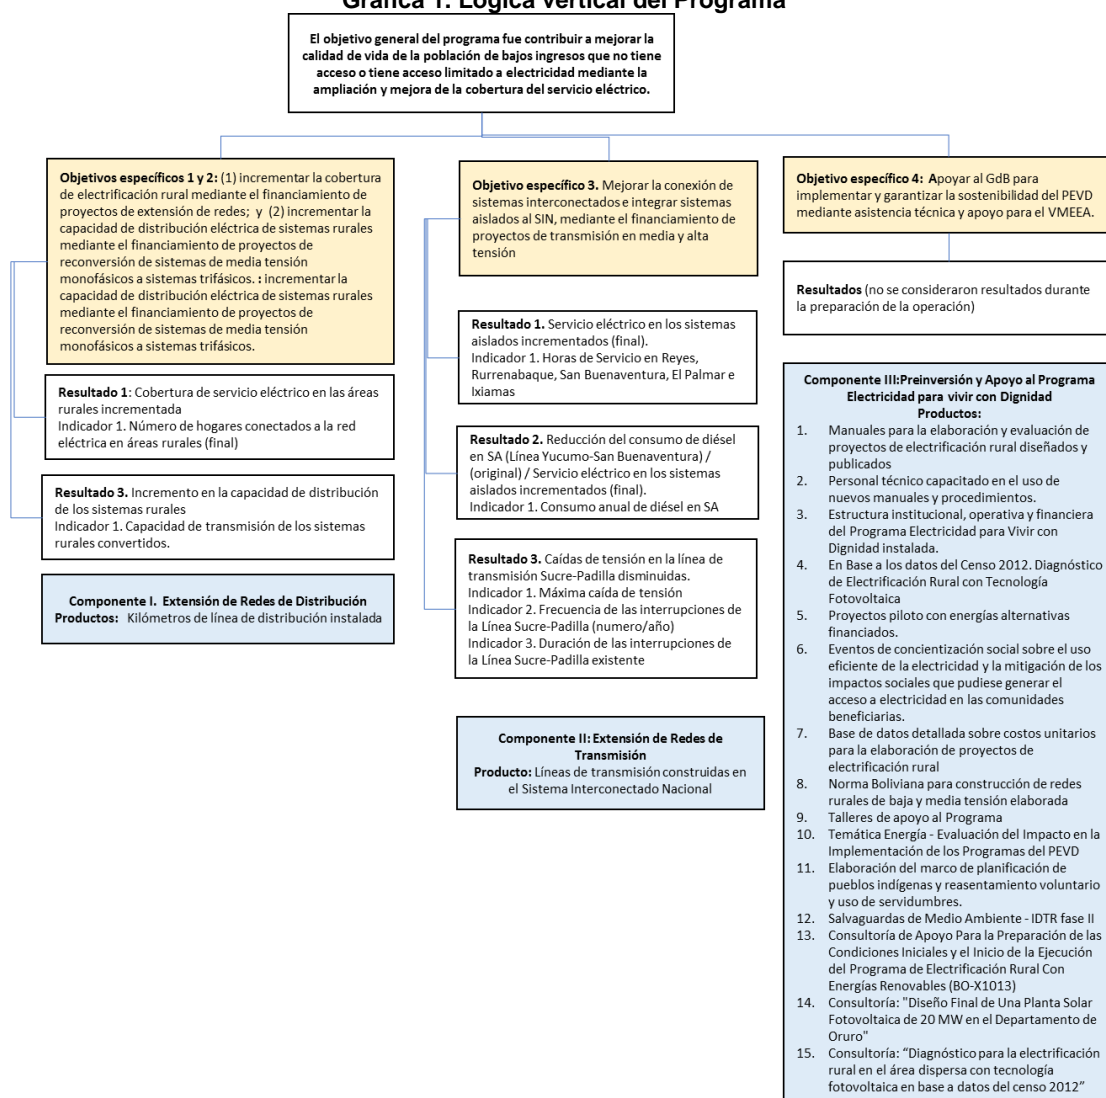 Gráfica 1. Lógica vertical del Programa
El objetivo general del programa fue contribuir a mejorar la
calidad de vida de la población de bajos ingresos que no tiene
acceso o tiene acceso limitado a electricidad mediante la
ampliación y mejora de la cobertura del servicio eléctrico.
Objetivos específicos 1 y 2: (1) incrementar la cobertura
de electrificación rural mediante el financiamiento de
proyectos de extensión de redes; y (2) incrementar la
capacidad de distribución eléctrica de sistemas rurales
mediante el financiamiento de proyectos de
reconversión de sistemas de media tensión
monofásicos a sistemas trifásicos. : incrementar la
capacidad de distribución eléctrica de sistemas rurales
mediante el financiamiento de proyectos de
reconversión de sistemas de media tensión
monofásicos a sistemas trifásicos.
Resultado 1: Cobertura de servicio eléctrico en las áreas
rurales incrementada
Indicador 1. Número de hogares conectados a la red
eléctrica en áreas rurales (final)
Resultado 3. Incremento en la capacidad de distribución
de los sistemas rurales
Indicador 1. Capacidad de transmisión de los sistemas
rurales convertidos.
Componente I. Extensión de Redes de Distribución
Productos: Kilómetros de línea de distribución instalada
Objetivo específico 3. Mejorar la conexión de
sistemas interconectados e integrar sistemas
aislados al SIN, mediante el financiamiento de
proyectos de transmisión en media y alta
tensión
Resultado 1. Servicio eléctrico en los sistemas
aislados incrementados (final).
Indicador 1. Horas de Servicio en Reyes,
Rurrenabaque, San Buenaventura, El Palmar e
Ixiamas
Resultado 2. Reducción del consumo de diésel
en SA (Línea Yucumo-San Buenaventura) /
(original) / Servicio eléctrico en los sistemas
aislados incrementados (final).
Indicador 1. Consumo anual de diésel en SA
Resultado 3. Caídas de tensión en la línea de
transmisión Sucre-Padilla disminuidas.
Indicador 1. Máxima caída de tensión
Indicador 2. Frecuencia de las interrupciones de
la Línea Sucre-Padilla (numero/año)
Indicador 3. Duración de las interrupciones de
la Línea Sucre-Padilla existente
Componente II: Extensión de Redes de
Transmisión
Producto: Líneas de transmisión construidas en
el Sistema Interconectado Nacional
Objetivo específico 4: Apoyar al GdB para
implementar y garantizar la sostenibilidad del PEVD
mediante asistencia técnica y apoyo para el VMEEA.
Resultados (no se consideraron resultados durante
la preparación de la operación)
Componente III:Preinversión y Apoyo al Programa
Electricidad para vivir con Dignidad
Productos:
1. Manuales para la elaboración y evaluación de
proyectos de electrificación rural diseñados y
publicados
2. Personal técnico capacitado en el uso de
nuevos manuales y procedimientos.
3. Estructura institucional, operativa y financiera
del Programa Electricidad para Vivir con
Dignidad instalada.
4. En Base a los datos del Censo 2012. Diagnóstico
de Electrificación Rural con Tecnología
Fotovoltaica
5. Proyectos piloto con energías alternativas
financiados.
6. Eventos de concientización social sobre el uso
eficiente de la electricidad y la mitigación de los
impactos sociales que pudiese generar el
acceso a electricidad en las comunidades
beneficiarias.
7. Base de datos detallada sobre costos unitarios
para la elaboración de proyectos de
electrificación rural
8. Norma Boliviana para construcción de redes
rurales de baja y media tensión elaborada
9. Talleres de apoyo al Programa
10. Temática Energía - Evaluación del Impacto en la
Implementación de los Programas del PEVD
11. Elaboración del marco de planificación de
pueblos indígenas y reasentamiento voluntario
y uso de servidumbres.
12. Salvaguardas de Medio Ambiente - IDTR fase II
13. Consultoría de Apoyo Para la Preparación de las
Condiciones Iniciales y el Inicio de la Ejecución
del Programa de Electrificación Rural Con
Energías Renovables (BO-X1013)
14. Consultoría: "Diseño Final de Una Planta Solar
Fotovoltaica de 20 MW en el Departamento de
Oruro"
15. Consultoría: “Diagnóstico para la electrificación
rural en el área dispersa con tecnología
fotovoltaica en base a datos del censo 2012”